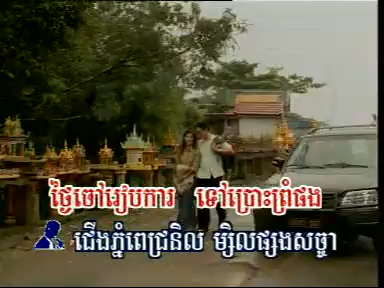 ថ្ងៃចៅរៀបការ ទៅប្រោះព្រំផង
ជើងភ្នំពេជ្រនិល ម្សិលផ្សងសច្ចា